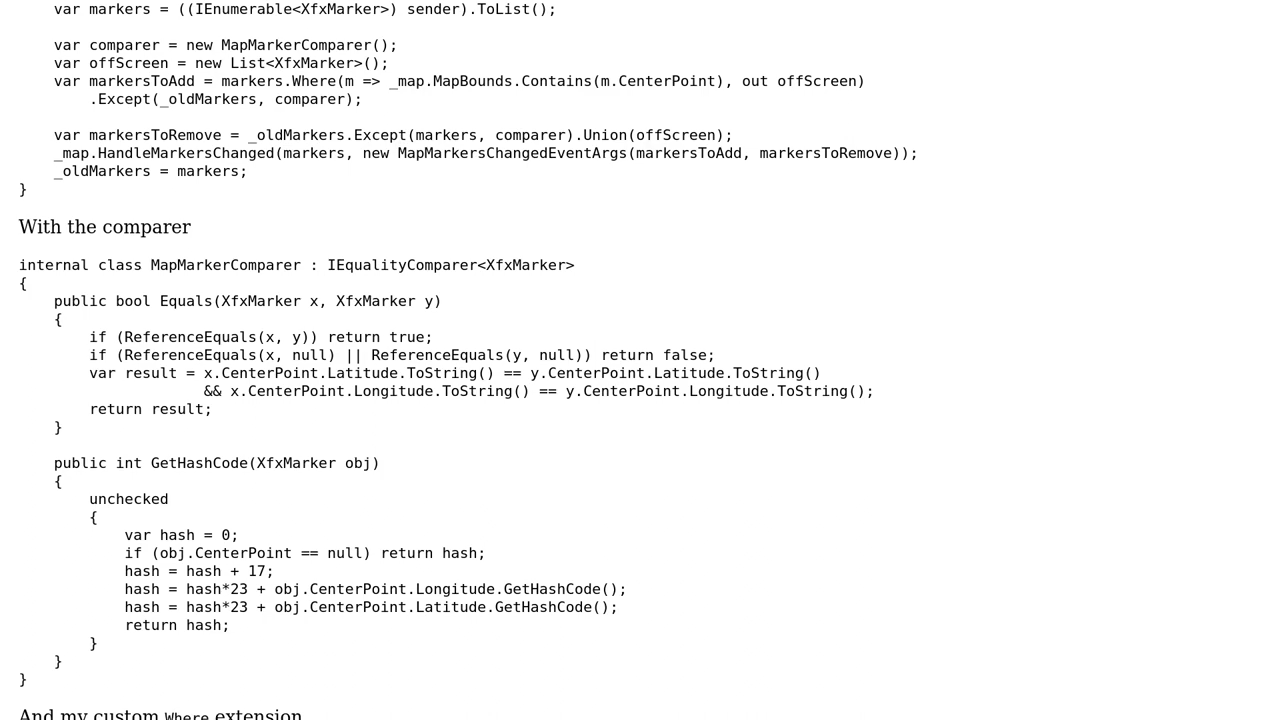 var markers = ((IEnumerable<XfxMarker>) sender).ToList();

    var comparer = new MapMarkerComparer();
    var offScreen = new List<XfxMarker>();
    var markersToAdd = markers.Where(m => _map.MapBounds.Contains(m.CenterPoint), out offScreen)
        .Except(_oldMarkers, comparer);

    var markersToRemove = _oldMarkers.Except(markers, comparer).Union(offScreen);
    _map.HandleMarkersChanged(markers, new MapMarkersChangedEventArgs(markersToAdd, markersToRemove));
    _oldMarkers = markers;
}
With the comparer
internal class MapMarkerComparer : IEqualityComparer<XfxMarker>
{
    public bool Equals(XfxMarker x, XfxMarker y)
    {
        if (ReferenceEquals(x, y)) return true;
        if (ReferenceEquals(x, null) || ReferenceEquals(y, null)) return false;
        var result = x.CenterPoint.Latitude.ToString() == y.CenterPoint.Latitude.ToString()
                     && x.CenterPoint.Longitude.ToString() == y.CenterPoint.Longitude.ToString();
        return result;
    }

    public int GetHashCode(XfxMarker obj)
    {
        unchecked
        {
            var hash = 0;
            if (obj.CenterPoint == null) return hash;
            hash = hash + 17;
            hash = hash*23 + obj.CenterPoint.Longitude.GetHashCode();
            hash = hash*23 + obj.CenterPoint.Latitude.GetHashCode();
            return hash;
        }
    }
}
And my custom Where extension